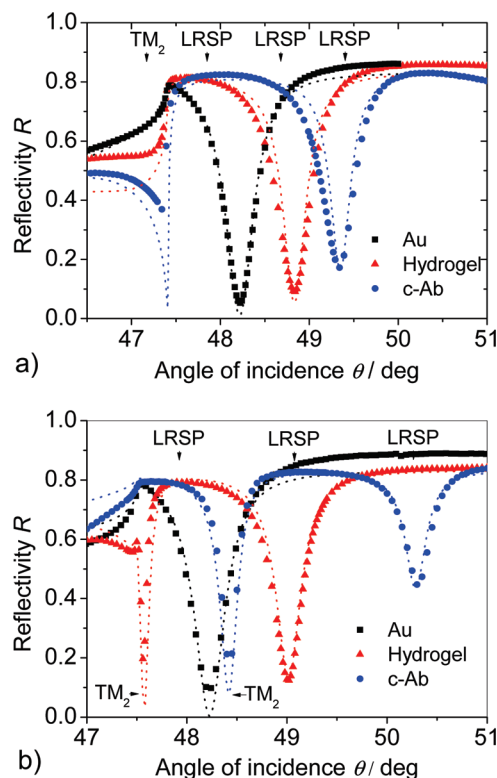 TM2 LRSP LRSP LRSP
1.0
0.8
0.6
0.4
0.2
0.0
Reflectivity R
Au
Hydrogel
c-Ab
47 48 49 50 51
Angle of incidence θ/ deg
a)
LRSP LRSP LRSP
1.0
0.8
0.6
0.4
0.2
0.0
Reflectivity R
Au
Hydrogel
c-Ab
TM2 TM2
47 48 49 50 51
Angle of incidence θ/ deg
b)